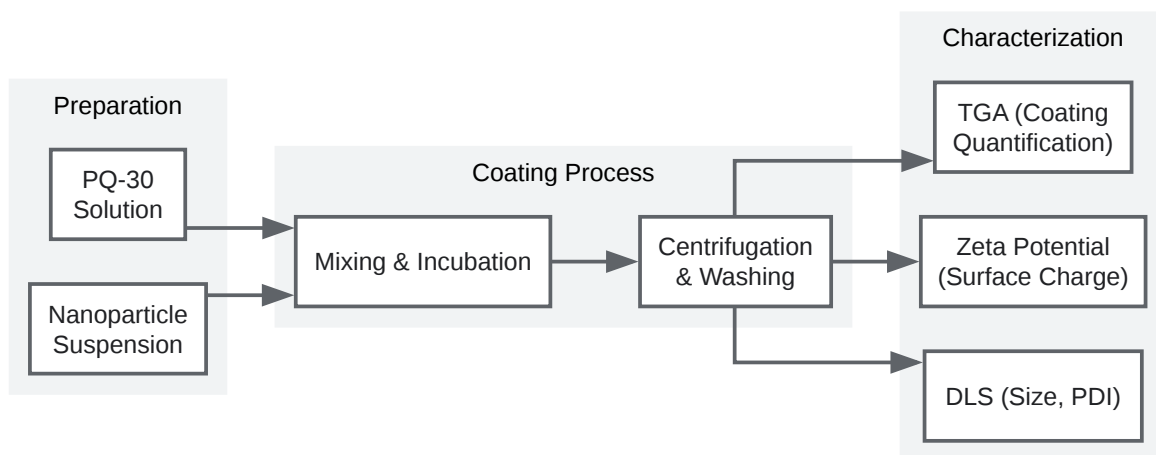 Preparation
PQ-30
Solution
Nanoparticle
Suspension
Coating Process
Mixing & Incubation
Centrifugation
& Washing
Characterization
TGA (Coating
Quantification)
Zeta Potential
(Surface Charge)
DLS (Size, PDI)